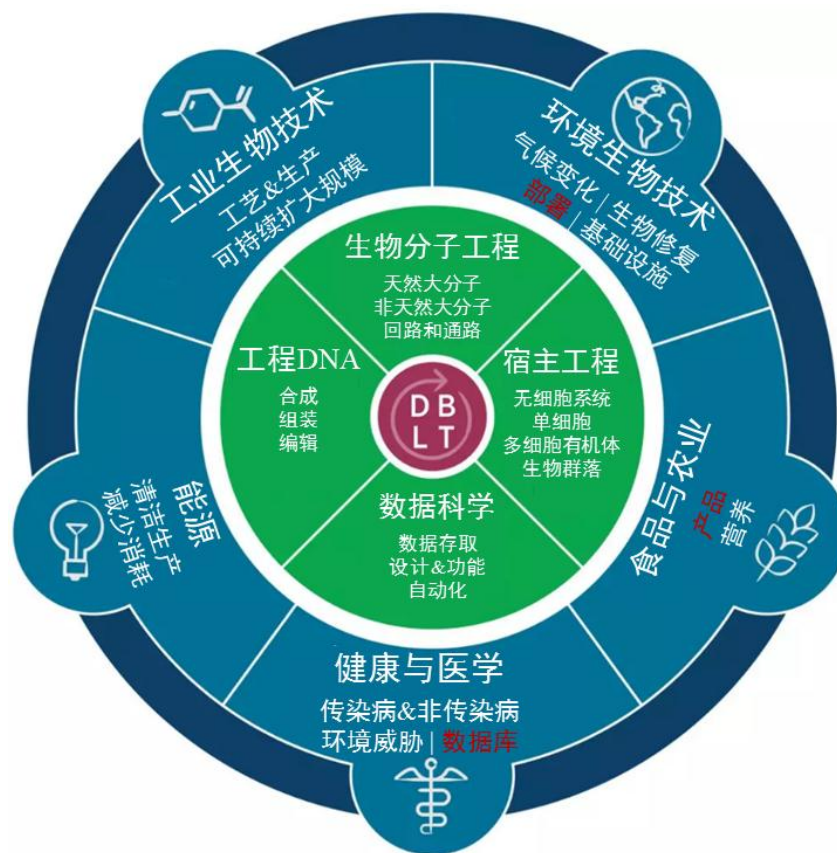 工业生物技术
工艺&生产
可持续扩大规模
环境生物技术
气候变化 | 生物修复
部署 | 基础设施
生物分子工程
天然大分子
非天然大分子
回路和通路
工程DNA
合成
组装
编辑
DB
LT
宿主工程
无细胞系统
单细胞
多细胞有机体
生物群落
数据科学
数据存取
设计&功能
自动化
能源
清洁生产
减少消耗
食品与农业
产品
营养
健康与医学
传染病&非传染病
环境威胁 | 数据库